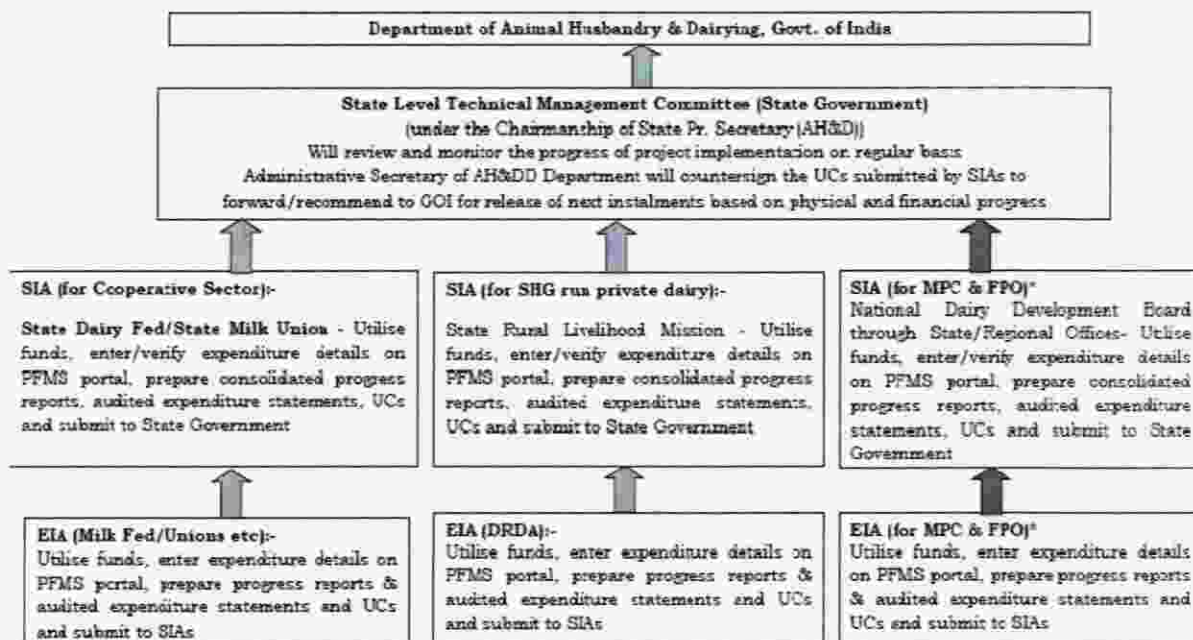 Department of Animal Husbandry & Dairying, Govt. of India
State Level Technical Management Committee (State Government)
(under the Chairmanship of State Pr. Secretary (AH&D))
Will review and monitor the progress of project implementation on regular basis
Administrative Secretary of AH&DD Department will countersign the UCs submitted by SIAs to
forward/recommend to GOI for release of next instalments based on physical and financial progress
SIA (for Cooperative Sector):-
State Dairy Fed/State Milk Union - Utilise
funds, enter/verify expenditure details on
PFMS portal, prepare consolidated progress
reports, audited expenditure statements, UCs
and submit to State Government
SIA (for SHG run private dairy):-
State Rural Livelihood Mission - Utilise
funds, enter/verify expenditure details on
PFMS portal, prepare consolidated progress
reports, audited expenditure statements,
UCs and submit to State Government
SIA (for MPC & FPO)*
National Dairy Development Board
through State/Regional Offices- Utilise
funds, enter/verify expenditure details
on PFMS portal, prepare consolidated
progress reports, audited expenditure
statements, UCs and submit to State
Government
EIA (Milk Fed/Unions etc):-
Utilise funds, enter expenditure details on
PFMS portal, prepare progress reports &
audited expenditure statements and UCs
and submit to SIAs
EIA (DRDA):-
Utilise funds, enter expenditure details on
PFMS portal, prepare progress reports &
audited expenditure statements and UCs
and submit to SIAs
EIA (for MPC & FPO)*
Utilise funds, enter expenditure details
on PFMS portal, prepare progress reports
& audited expenditure statements and
UCs and submit to SIAs